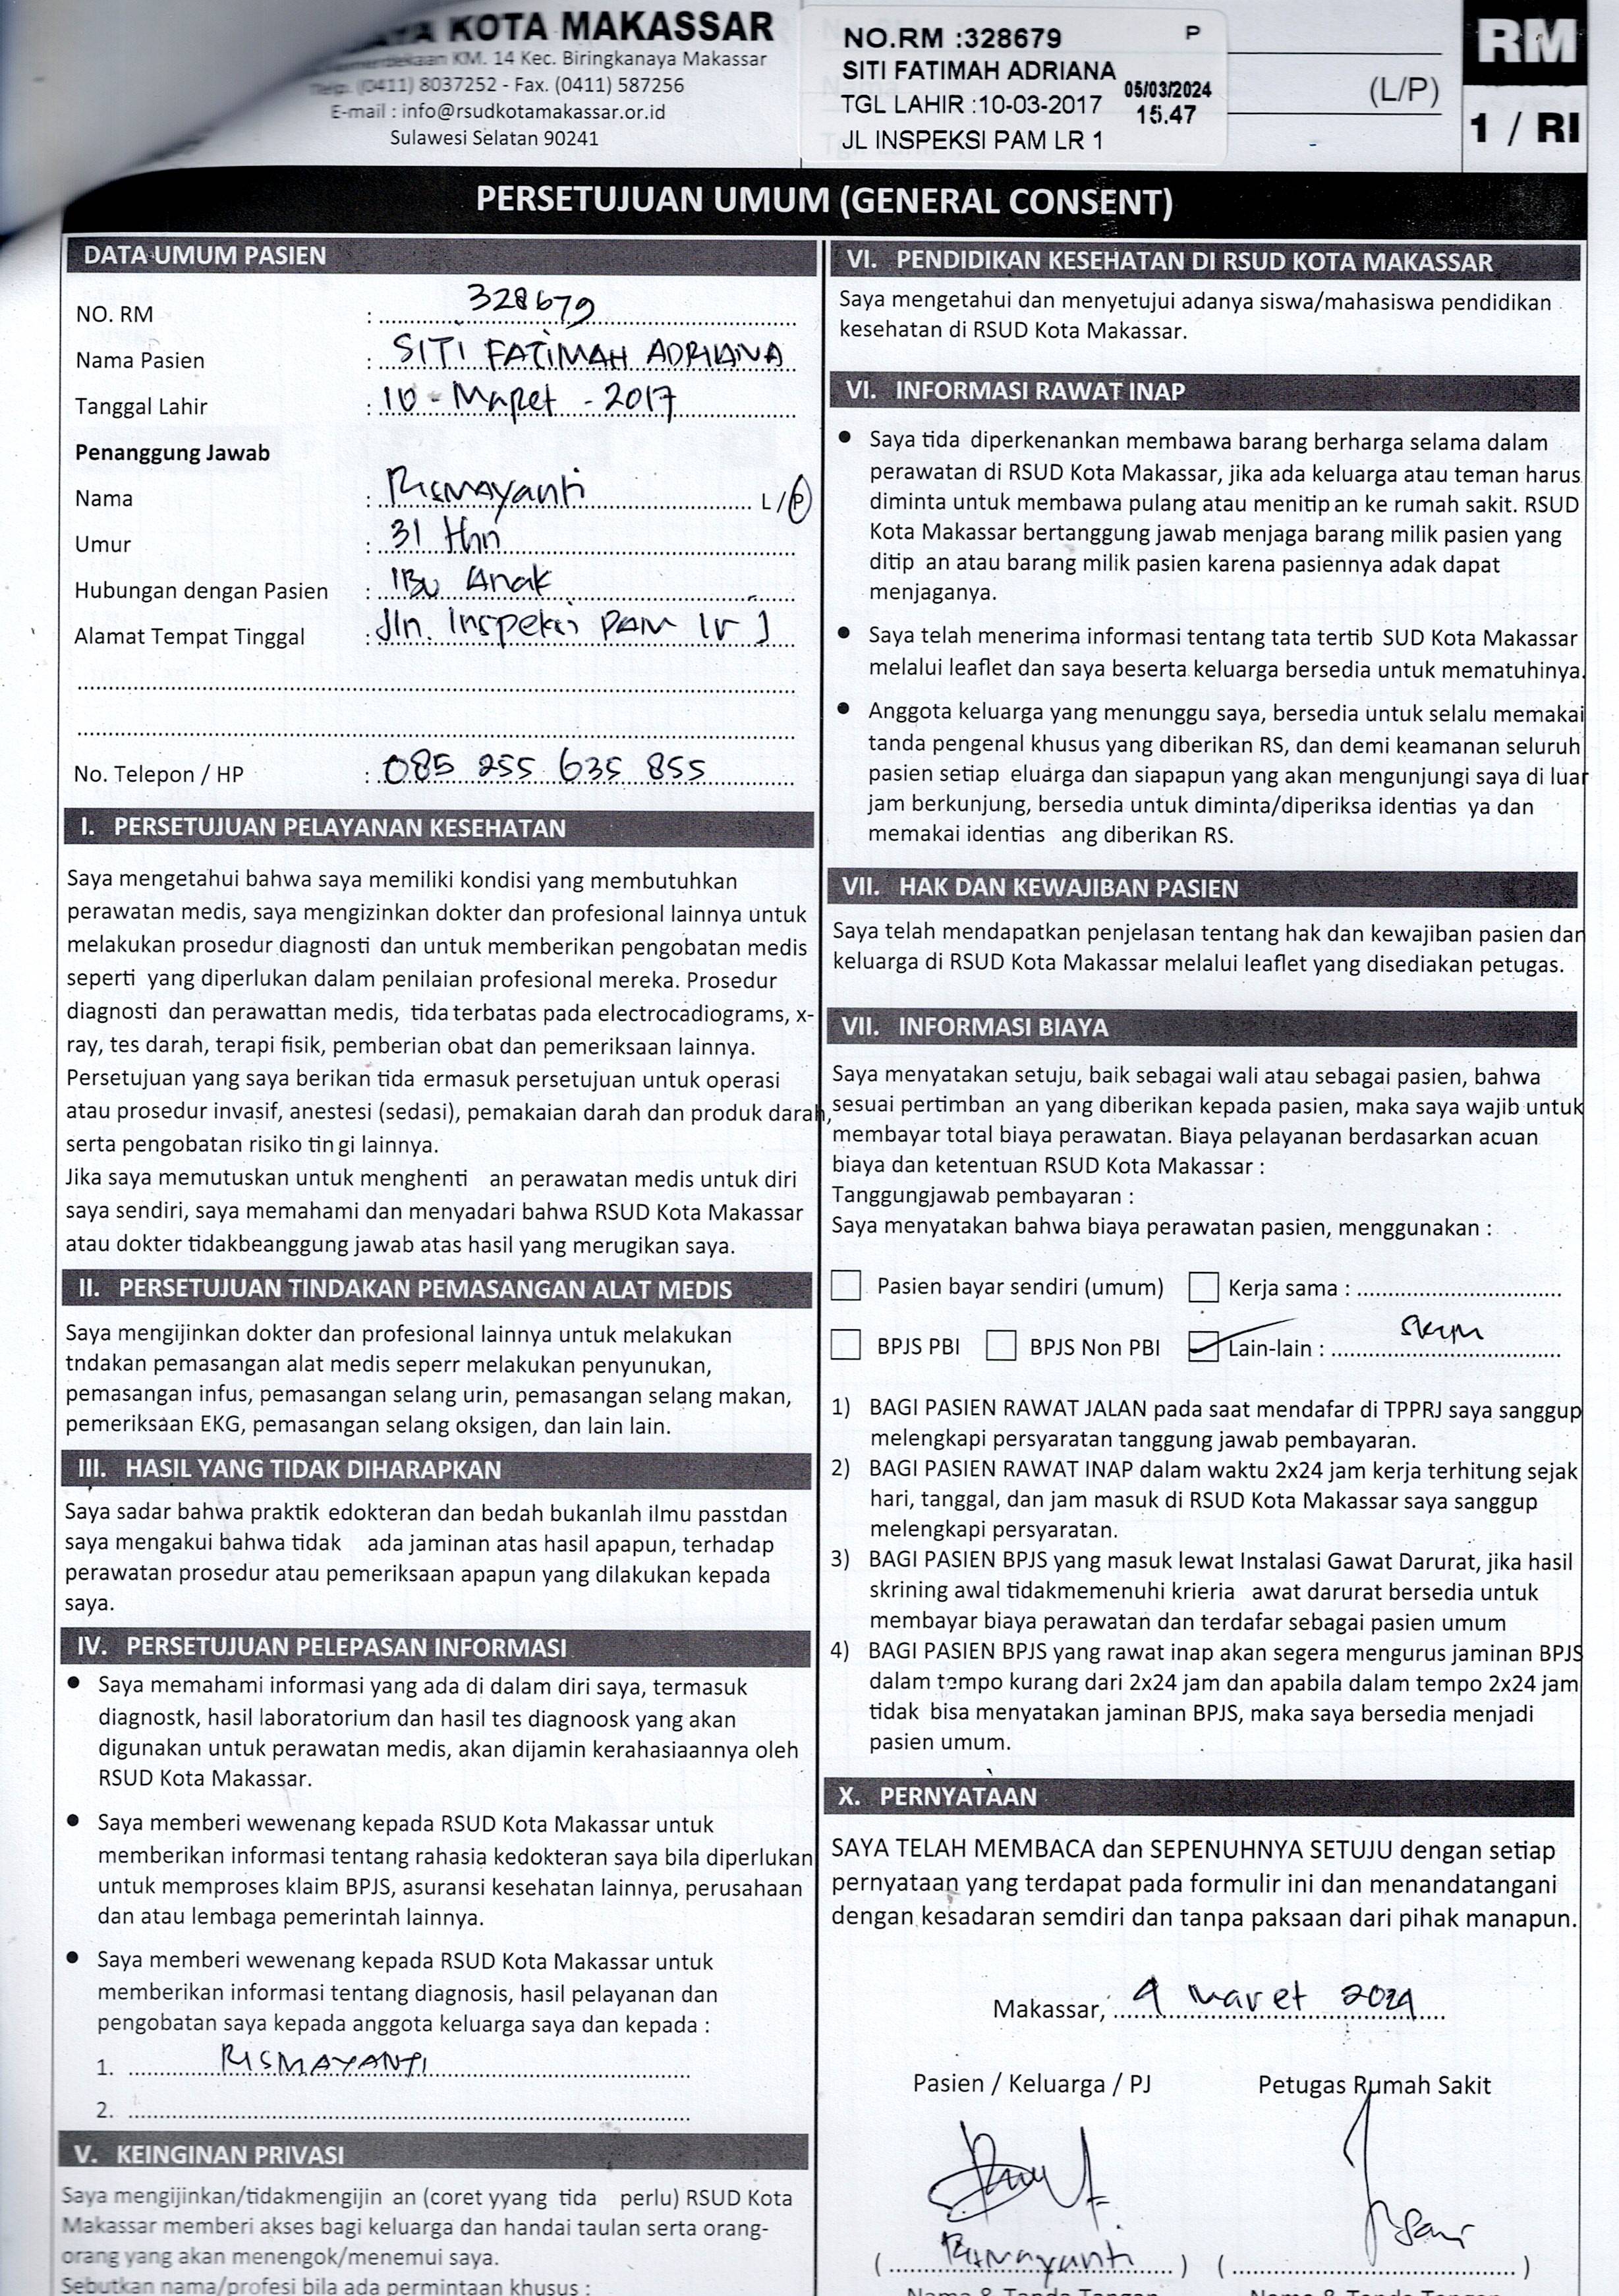 KOTA MAKASSAR
KM. 14 Kec. Biringkanaya Makassar
Telp. (0411) 8037252 - Fax. (0411) 587256
E-mail : info@rsudkotamakassar.or.id
Sulawesi Selatan 90241
NO.RM :328679 P
SITI FATIMAH ADRIANA
TGL LAHIR :10-03-2017
05/03/2024
15.47
JL INSPEKSI PAM LR 1
(L/P)
RM
1 / RI
PERSETUJUAN UMUM (GENERAL CONSENT)
DATA UMUM PASIEN
NO. RM : 328679
Nama Pasien : SITI FATIMAH ADRIANA
Tanggal Lahir : 10 - Maret - 2017
Penanggung Jawab
Nama : Rismayanti L / P
Umur : 31 thn
Hubungan dengan Pasien : IBu Anak
Alamat Tempat Tinggal : Jln. Inspeksi PAM lr 1
No. Telepon / HP : 085 255 635 855
I. PERSETUJUAN PELAYANAN KESEHATAN
Saya mengetahui bahwa saya memiliki kondisi yang membutuhkan
perawatan medis, saya mengizinkan dokter dan profesional lainnya untuk
melakukan prosedur diagnosti dan untuk memberikan pengobatan medis
seperti yang diperlukan dalam penilaian profesional mereka. Prosedur
diagnosti dan perawattan medis, tida terbatas pada electrocadiograms, x-
ray, tes darah, terapi fisik, pemberian obat dan pemeriksaan lainnya.
Persetujuan yang saya berikan tida ermasuk persetujuan untuk operasi
atau prosedur invasif, anestesi (sedasi), pemakaian darah dan produk darah,
serta pengobatan risiko tin gi lainnya.
Jika saya memutuskan untuk menghenti an perawatan medis untuk diri
saya sendiri, saya memahami dan menyadari bahwa RSUD Kota Makassar
atau dokter tidakbeanggung jawab atas hasil yang merugikan saya.
II. PERSETUJUAN TINDAKAN PEMASANGAN ALAT MEDIS
Saya mengijinkan dokter dan profesional lainnya untuk melakukan
tndakan pemasangan alat medis seperr melakukan penyunukan,
pemasangan infus, pemasangan selang urin, pemasangan selang makan,
pemeriksaan EKG, pemasangan selang oksigen, dan lain lain.
III. HASIL YANG TIDAK DIHARAPKAN
Saya sadar bahwa praktik edokteran dan bedah bukanlah ilmu passtdan
saya mengakui bahwa tidak ada jaminan atas hasil apapun, terhadap
perawatan prosedur atau pemeriksaan apapun yang dilakukan kepada
saya.
IV. PERSETUJUAN PELEPASAN INFORMASI
• Saya memahami informasi yang ada di dalam diri saya, termasuk
diagnostk, hasil laboratorium dan hasil tes diagnoosk yang akan
digunakan untuk perawatan medis, akan dijamin kerahasiaannya oleh
RSUD Kota Makassar.
• Saya memberi wewenang kepada RSUD Kota Makassar untuk
memberikan informasi tentang rahasia kedokteran saya bila diperlukan
untuk memproses klaim BPJS, asuransi kesehatan lainnya, perusahaan
dan atau lembaga pemerintah lainnya.
• Saya memberi wewenang kepada RSUD Kota Makassar untuk
memberikan informasi tentang diagnosis, hasil pelayanan dan
pengobatan saya kepada anggota keluarga saya dan kepada :
1. RISMAYANTI
2.
V. KEINGINAN PRIVASI
Saya mengijinkan/tidakmengijin an (coret yyang tida perlu) RSUD Kota
Makassar memberi akses bagi keluarga dan handai taulan serta orang-
orang yang akan menengok/menemui saya.
Sebutkan nama/profesi bila ada permintaan khusus :
VI. PENDIDIKAN KESEHATAN DI RSUD KOTA MAKASSAR
Saya mengetahui dan menyetujui adanya siswa/mahasiswa pendidikan
kesehatan di RSUD Kota Makassar.
VI. INFORMASI RAWAT INAP
• Saya tida diperkenankan membawa barang berharga selama dalam
perawatan di RSUD Kota Makassar, jika ada keluarga atau teman harus
diminta untuk membawa pulang atau menitip an ke rumah sakit. RSUD
Kota Makassar bertanggung jawab menjaga barang milik pasien yang
ditip an atau barang milik pasien karena pasiennya adak dapat
menjaganya.
• Saya telah menerima informasi tentang tata tertib SUD Kota Makassar
melalui leaflet dan saya beserta keluarga bersedia untuk mematuhinya.
• Anggota keluarga yang menunggu saya, bersedia untuk selalu memakai
tanda pengenal khusus yang diberikan RS, dan demi keamanan seluruh
pasien setiap eluarga dan siapapun yang akan mengunjungi saya di luar
jam berkunjung, bersedia untuk diminta/diperiksa identias ya dan
memakai identias ang diberikan RS.
VII. HAK DAN KEWAJIBAN PASIEN
Saya telah mendapatkan penjelasan tentang hak dan kewajiban pasien dan
keluarga di RSUD Kota Makassar melalui leaflet yang disediakan petugas.
VII. INFORMASI BIAYA
Saya menyatakan setuju, baik sebagai wali atau sebagai pasien, bahwa
sesuai pertimban an yang diberikan kepada pasien, maka saya wajib untuk
membayar total biaya perawatan. Biaya pelayanan berdasarkan acuan
biaya dan ketentuan RSUD Kota Makassar :
Tanggungjawab pembayaran :
Saya menyatakan bahwa biaya perawatan pasien, menggunakan :
Pasien bayar sendiri (umum) Kerja sama :
BPJS PBI BPJS Non PBI Lain-lain :
1) BAGI PASIEN RAWAT JALAN pada saat mendafar di TPPRJ saya sanggup
melengkapi persyaratan tanggung jawab pembayaran.
2) BAGI PASIEN RAWAT INAP dalam waktu 2x24 jam kerja terhitung sejak
hari, tanggal, dan jam masuk di RSUD Kota Makassar saya sanggup
melengkapi persyaratan.
3) BAGI PASIEN BPJS yang masuk lewat Instalasi Gawat Darurat, jika hasil
skrining awal tidakmemenuhi krieria awat darurat bersedia untuk
membayar biaya perawatan dan terdafar sebagai pasien umum
4) BAGI PASIEN BPJS yang rawat inap akan segera mengurus jaminan BPJS
dalam tempo kurang dari 2x24 jam dan apabila dalam tempo 2x24 jam
tidak bisa menyatakan jaminan BPJS, maka saya bersedia menjadi
pasien umum.
X. PERNYATAAN
SAYA TELAH MEMBACA dan SEPENUHNYA SETUJU dengan setiap
pernyataan yang terdapat pada formulir ini dan menandatangani
dengan kesadaran semdiri dan tanpa paksaan dari pihak manapun.
Makassar, 4 maret 2024
Pasien / Keluarga / PJ Petugas Rumah Sakit
( Rismayanti ) ( )